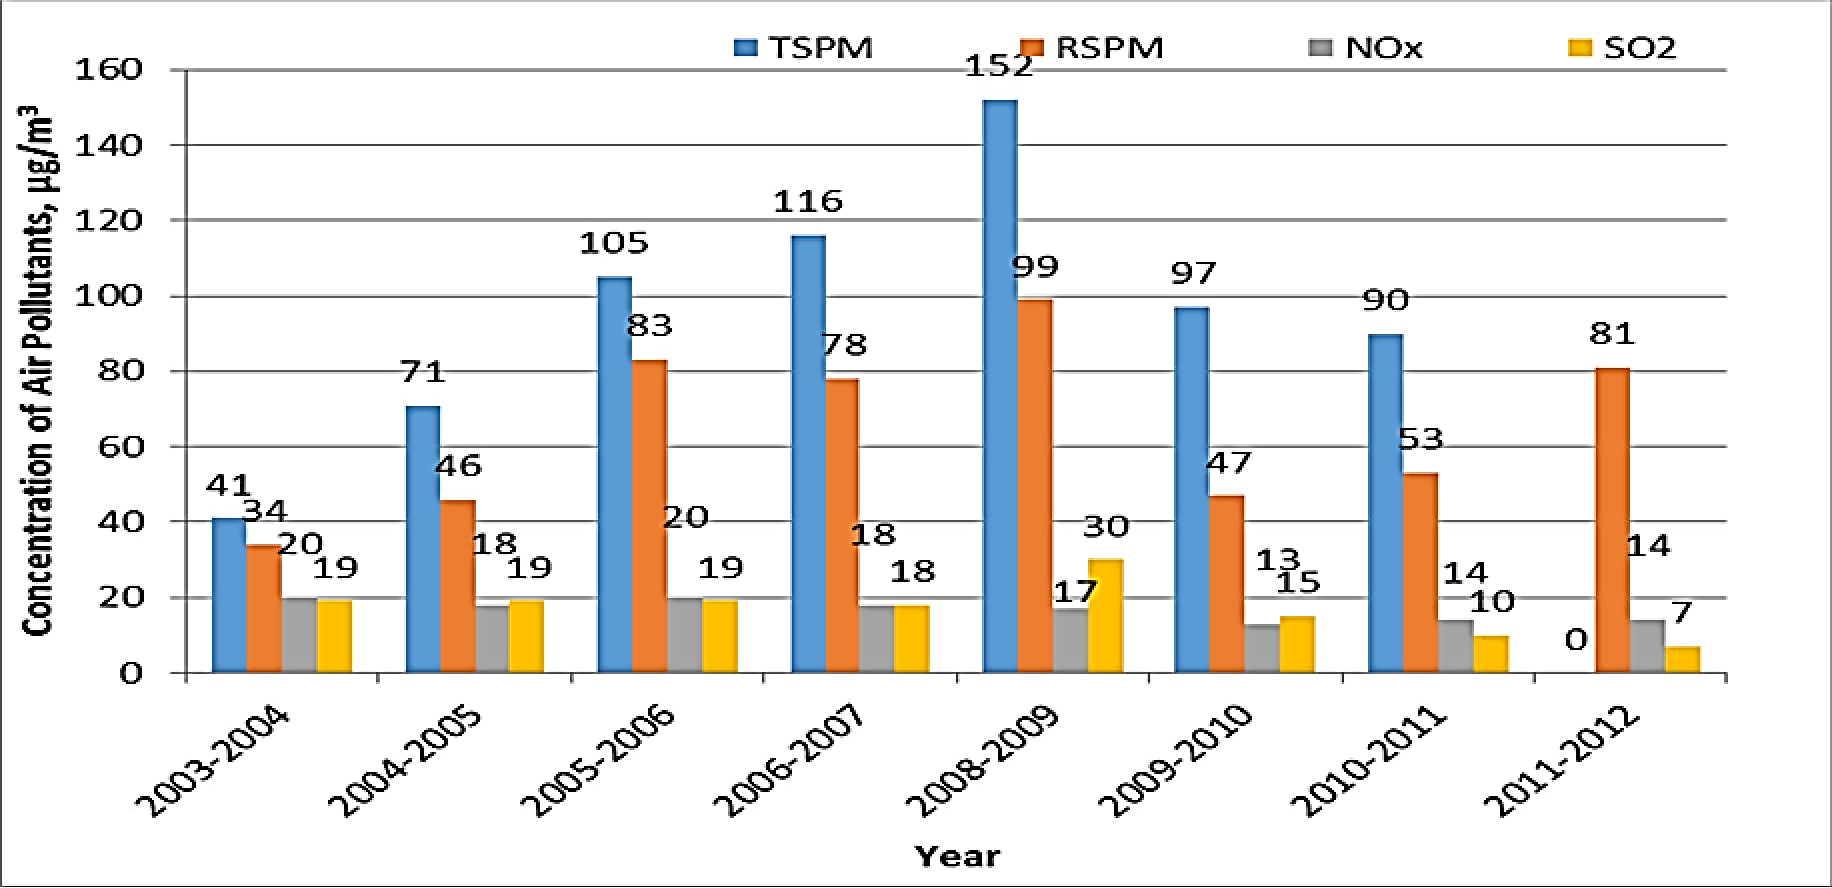 TSPM RSPM NOx SO2
Concentration of Air Pollutants, µg/m³
160
140
120
100
80
60
40
20
0
41 34 20 19
71 46 18 19
105 83 20 19
116 78 18 18
152 99 17 30
97 47 13 15
90 53 14 10
0 81 14 7
2003-2004 2004-2005 2005-2006 2006-2007 2008-2009 2009-2010 2010-2011 2011-2012
Year